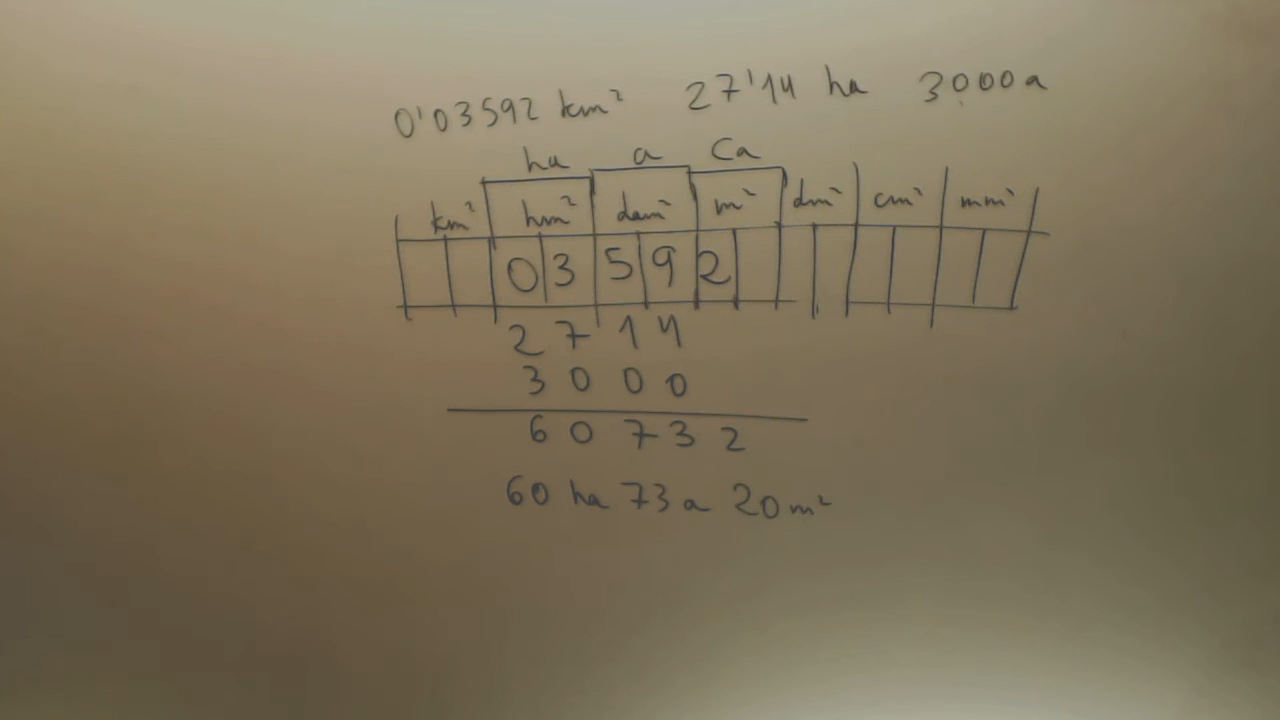 0'03592 km² 27'14 ha 3000a
ha a Ca
km² hm² dam² m² dm² cm² mm²
0 3 5 9 2
2 7 1 4
3 0 0 0
6 0 7 3 2
60 ha 73 a 20 m²